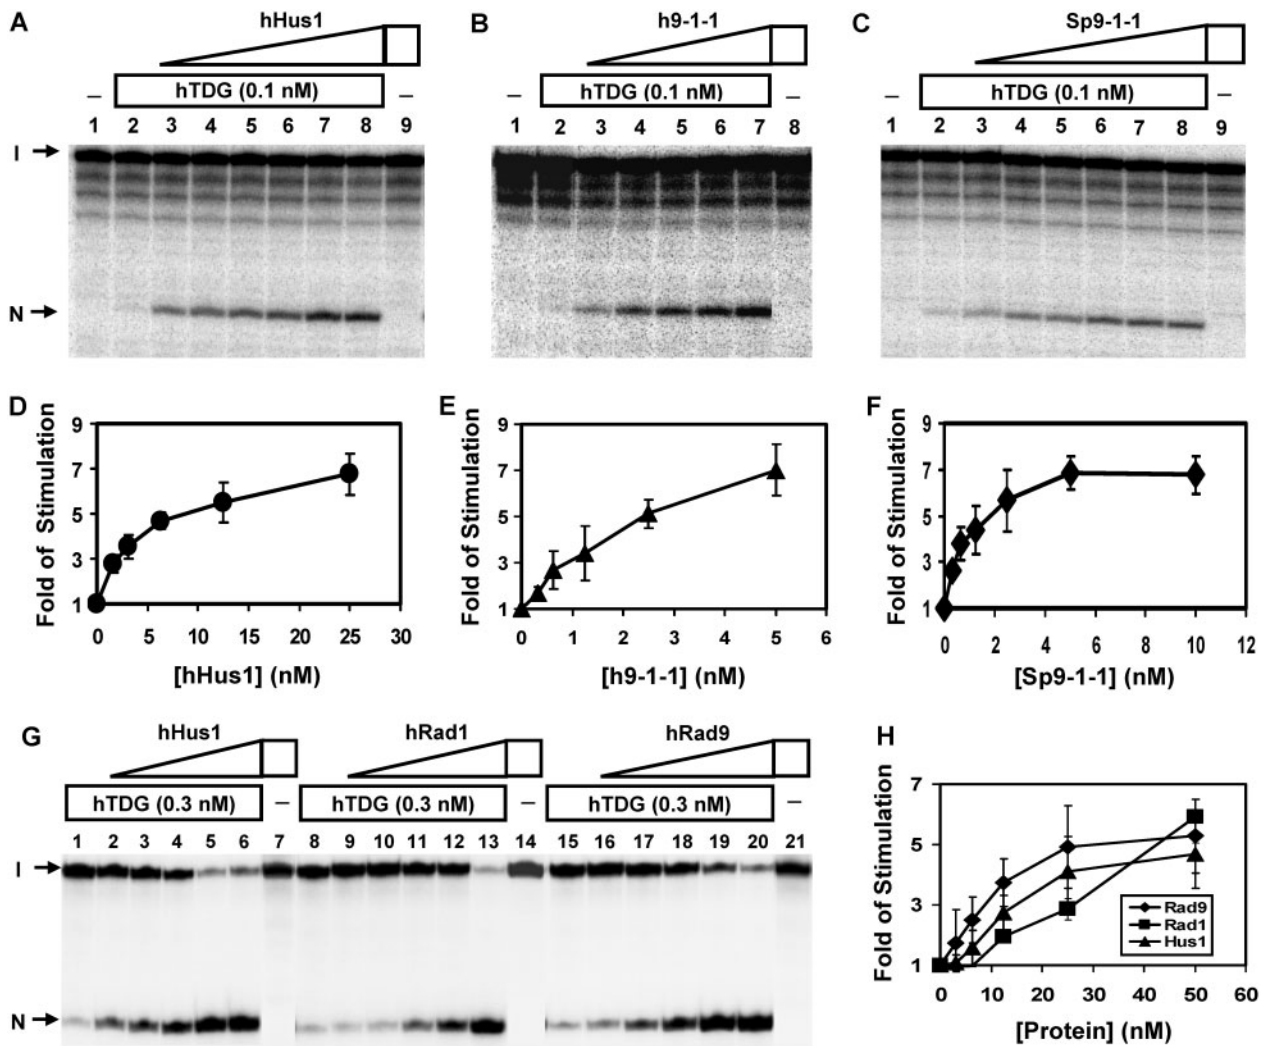 A hHus1
hTDG (0.1 nM)
– –
1 2 3 4 5 6 7 8 9
I
N
B h9-1-1
hTDG (0.1 nM)
– –
1 2 3 4 5 6 7 8
C Sp9-1-1
hTDG (0.1 nM)
– –
1 2 3 4 5 6 7 8 9
D
Fold of Stimulation
9
7
5
3
1
0 5 10 15 20 25 30
[hHus1] (nM)
E
Fold of Stimulation
9
7
5
3
1
0 1 2 3 4 5 6
[h9-1-1] (nM)
F
Fold of Stimulation
9
7
5
3
1
0 2 4 6 8 10 12
[Sp9-1-1] (nM)
G hHus1 hRad1 hRad9
hTDG (0.3 nM) – hTDG (0.3 nM) – hTDG (0.3 nM) –
1 2 3 4 5 6 7 8 9 10 11 12 13 14 15 16 17 18 19 20 21
I
N
H
Fold of Stimulation
7
5
3
1
Rad9
Rad1
Hus1
0 10 20 30 40 50 60
[Protein] (nM)